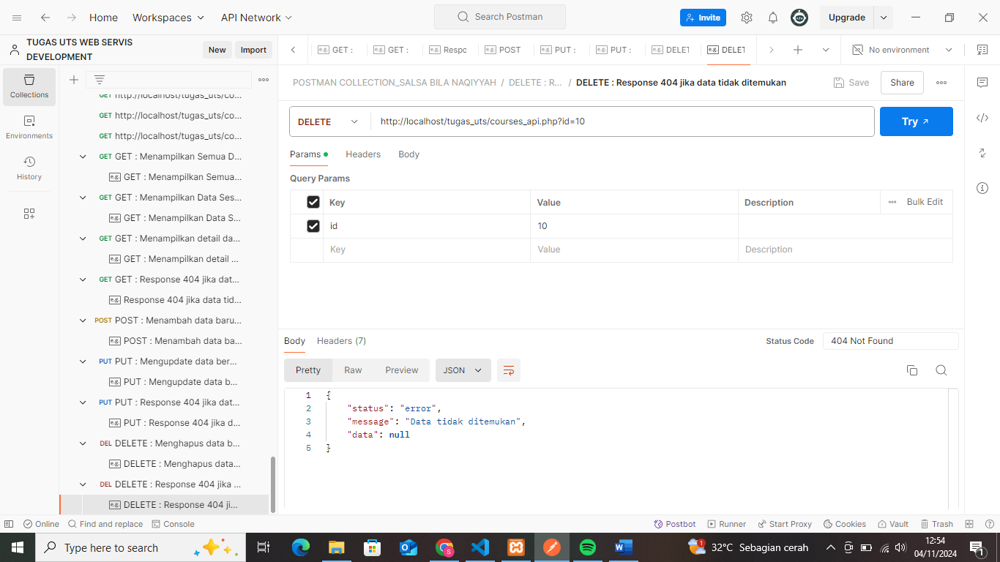 Home
Workspaces
API Network
Search Postman
Invite
Upgrade
TUGAS UTS WEB SERVIS
DEVELOPMENT
New
Import
GET :
GET :
Respo
POST
PUT :
PUT :
DELET
DELET
No environment
Collections
Environments
History
GET http://localhost/tugas_uts/co...
GET http://localhost/tugas_uts/co...
GET http://localhost/tugas_uts/co...
GET GET : Menampilkan Semua D...
e.g. GET : Menampilkan Semua...
GET GET : Menampilkan Data Ses...
e.g. GET : Menampilkan Data S...
GET GET : Menampilkan detail da...
e.g. GET : Menampilkan detail ...
GET GET : Response 404 jika dat...
e.g. Response 404 jika data tid...
POST POST : Menambah data baru...
e.g. POST : Menambah data ba...
PUT PUT : Mengupdate data ber...
e.g. PUT : Mengupdate data b...
PUT PUT : Response 404 jika dat...
e.g. PUT : Response 404 jika d...
DEL DELETE : Menghapus data b...
e.g. DELETE : Menghapus data...
DEL DELETE : Response 404 jika ...
e.g. DELETE : Response 404 ji...
POSTMAN COLLECTION_SALSA BILA NAQIYYAH / DELETE : R... / DELETE : Response 404 jika data tidak ditemukan
Save
Share
DELETE
http://localhost/tugas_uts/courses_api.php?id=10
Try
Params
Headers
Body
Query Params
Key Value Description Bulk Edit
id 10
Key Value Description
Body Headers (7)
Status Code 404 Not Found
Pretty Raw Preview JSON
1 {
2 "status": "error",
3 "message": "Data tidak ditemukan",
4 "data": null
5 }
Online
Find and replace
Console
Postbot
Runner
Start Proxy
Cookies
Vault
Trash
Type here to search
1
32°C Sebagian cerah
12:54
04/11/2024
1